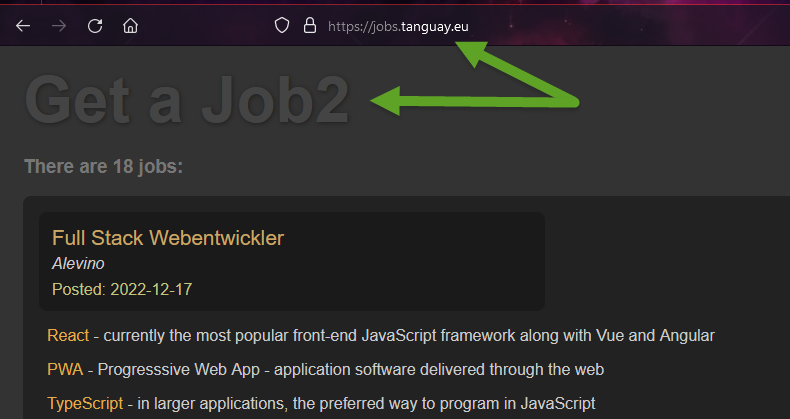 https://jobs.tanguay.eu
Get a Job2
There are 18 jobs:
Full Stack Webentwickler
Alevino
Posted: 2022-12-17
React - currently the most popular front-end JavaScript framework along with Vue and Angular
PWA - Progresssive Web App - application software delivered through the web
TypeScript - in larger applications, the preferred way to program in JavaScript